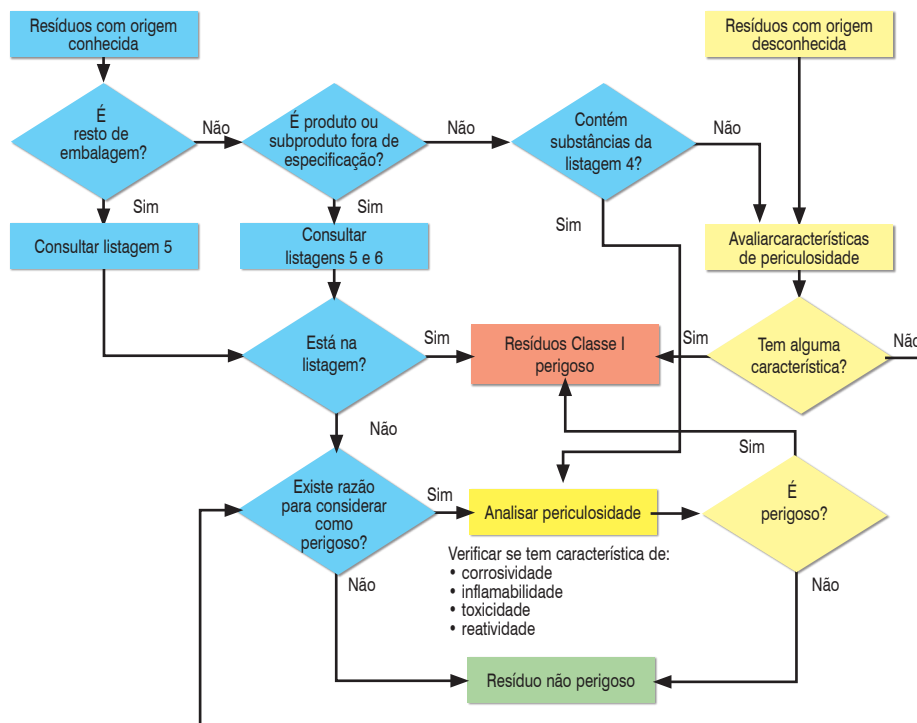 Resíduos com origem
conhecida
Resíduos com origem
desconhecida
É
resto de
embalagem?
Não
É produto ou
subproduto fora de
especificação?
Não
Contém
substâncias da
listagem 4?
Não
Sim
Sim
Sim
Consultar listagem 5
Consultar
listagens 5 e 6
Avaliarcaracterísticas
de periculosidade
Está na
listagem?
Sim
Resíduos Classe I
perigoso
Sim
Tem alguma
característica?
Não
Não
Sim
Existe razão
para considerar
como
perigoso?
Sim
Analisar periculosidade
É
perigoso?
Verificar se tem característica de:
• corrosividade
• inflamabilidade
• toxicidade
• reatividade
Não
Não
Resíduo não perigoso